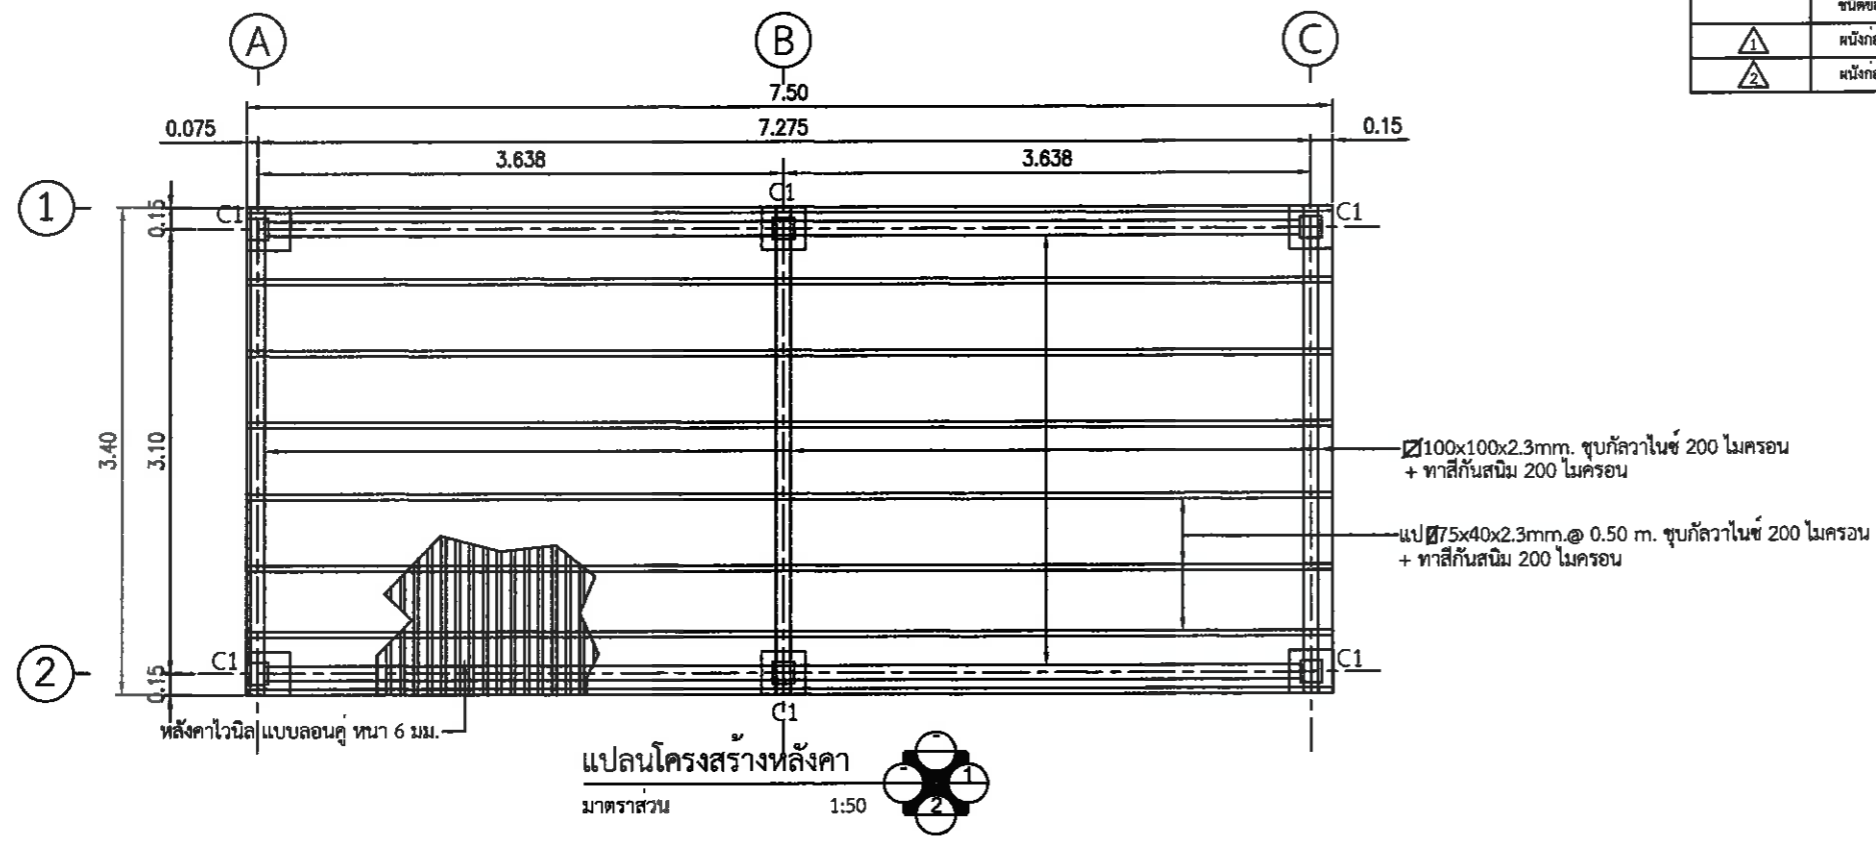 A B C
7.50
0.075 7.275 0.15
3.638 3.638
1
C1 C1 C1
0.15
3.40 3.10
100x100x2.3mm. ชุบกัลวาไนซ์ 200 ไมครอน
+ ทาสีกันสนิม 200 ไมครอน
แป 75x40x2.3mm.@ 0.50 m. ชุบกัลวาไนซ์ 200 ไมครอน
+ ทาสีกันสนิม 200 ไมครอน
2
C1 C1 C1
0.15
หลังคาไวนิล แบบลอนคู่ หนา 6 มม.
แปลนโครงสร้างหลังคา
มาตราส่วน 1:50
- - 1 2
1
2